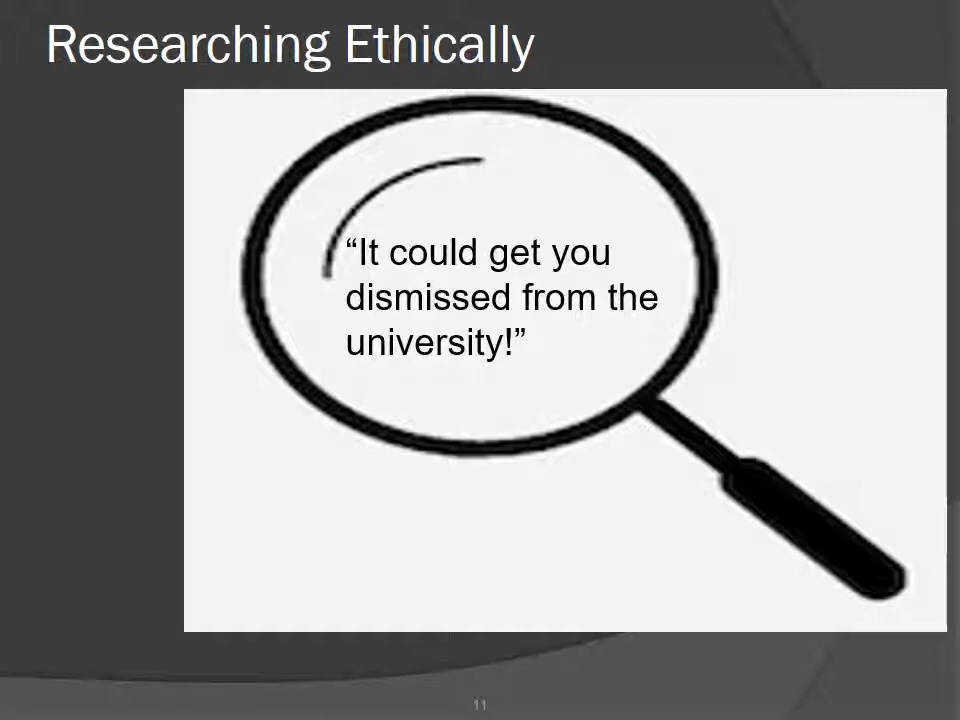 Researching Ethically
“It could get you
dismissed from the
university!”
11